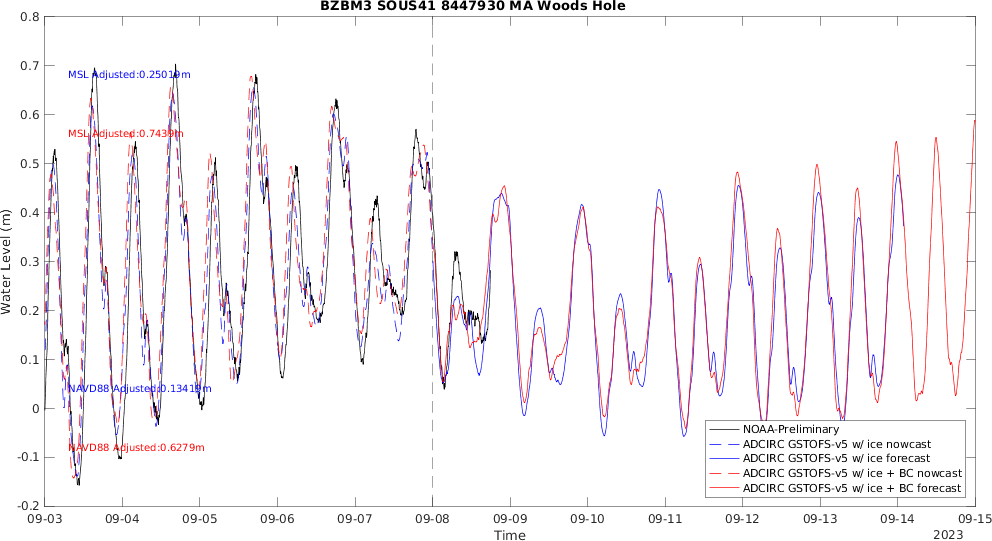 BZBM3 SOUS41 8447930 MA Woods Hole
0.8
0.7
0.6
0.5
0.4
0.3
0.2
0.1
0
-0.1
-0.2
Water Level (m)
MSL Adjusted:0.25019m
MSL Adjusted:0.7439m
NAVD88 Adjusted:0.13419m
NAVD88 Adjusted:0.6279m
NOAA-Preliminary
ADCIRC GSTOFS-v5 w/ ice nowcast
ADCIRC GSTOFS-v5 w/ ice forecast
ADCIRC GSTOFS-v5 w/ ice + BC nowcast
ADCIRC GSTOFS-v5 w/ ice + BC forecast
09-03 09-04 09-05 09-06 09-07 09-08 09-09 09-10 09-11 09-12 09-13 09-14 09-15
Time
2023